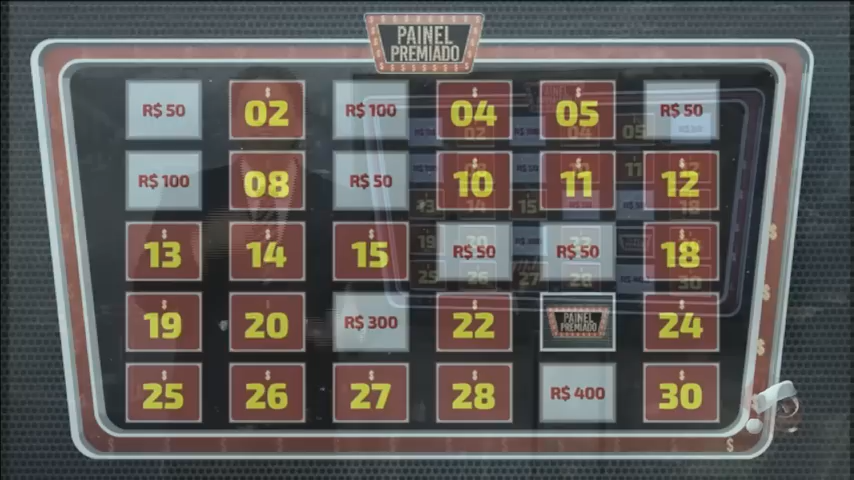 PAINEL
PREMIADO
R$ 50 02 R$ 100 04 05 R$ 50
R$ 100 08 R$ 50 10 11 12
13 14 15 R$ 50 R$ 50 18
19 20 R$ 300 22 PAINEL PREMIADO 24
25 26 27 28 R$ 400 30